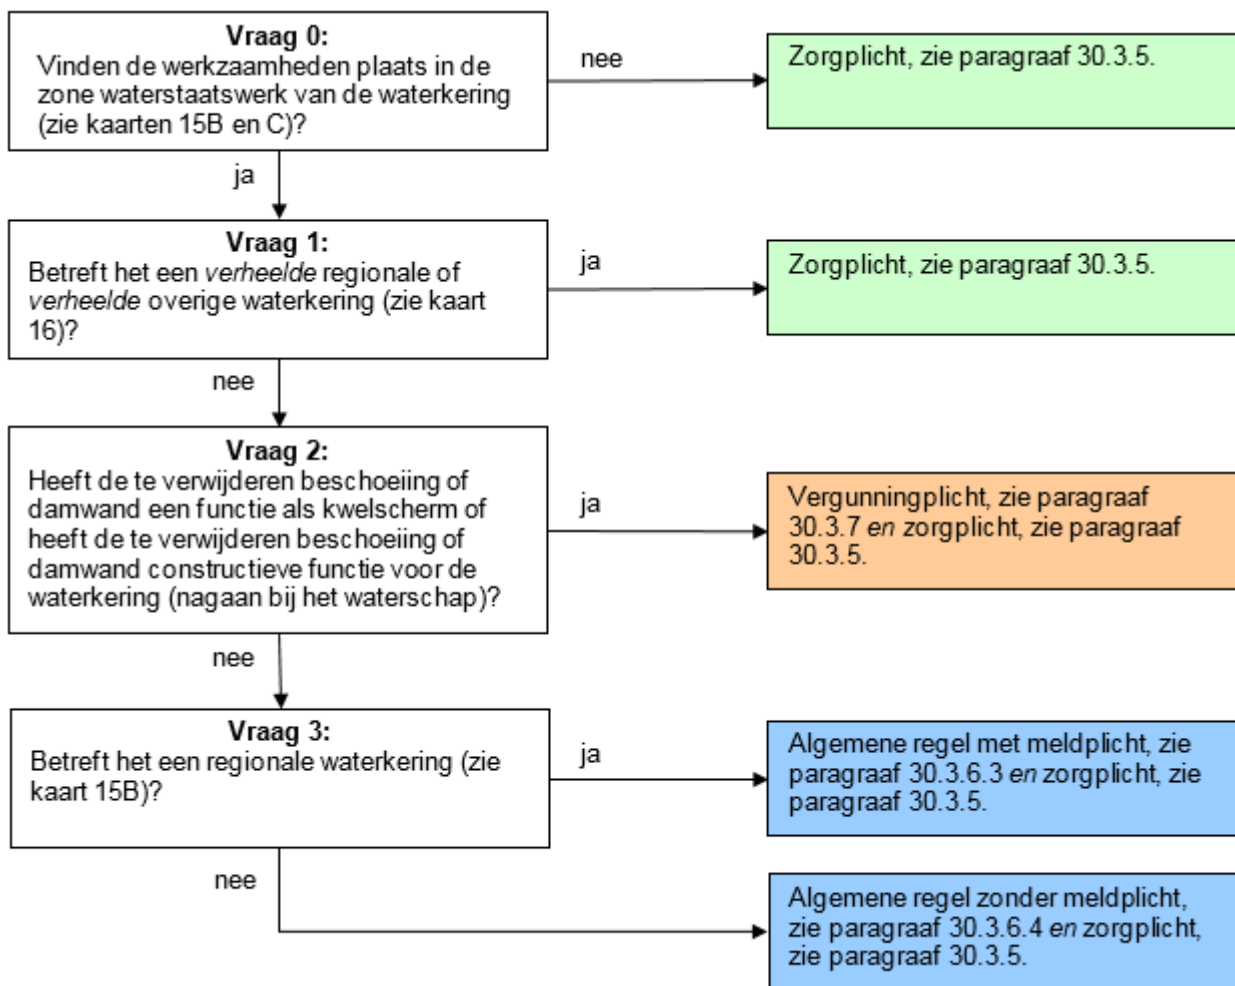 Vraag 0:
Vinden de werkzaamheden plaats in de
zone waterstaatswerk van de waterkering
(zie kaarten 15B en C)?
nee
Zorgplicht, zie paragraaf 30.3.5.
ja
Vraag 1:
Betreft het een verheelde regionale of
verheelde overige waterkering (zie kaart
16)?
ja
Zorgplicht, zie paragraaf 30.3.5.
nee
Vraag 2:
Heeft de te verwijderen beschoeiing of
damwand een functie als kwelscherm of
heeft de te verwijderen beschoeiing of
damwand constructieve functie voor de
waterkering (nagaan bij het waterschap)?
ja
Vergunningplicht, zie paragraaf
30.3.7 en zorgplicht, zie paragraaf
30.3.5.
nee
Vraag 3:
Betreft het een regionale waterkering (zie
kaart 15B)?
ja
Algemene regel met meldplicht, zie
paragraaf 30.3.6.3 en zorgplicht, zie
paragraaf 30.3.5.
nee
Algemene regel zonder meldplicht,
zie paragraaf 30.3.6.4 en zorgplicht,
zie paragraaf 30.3.5.